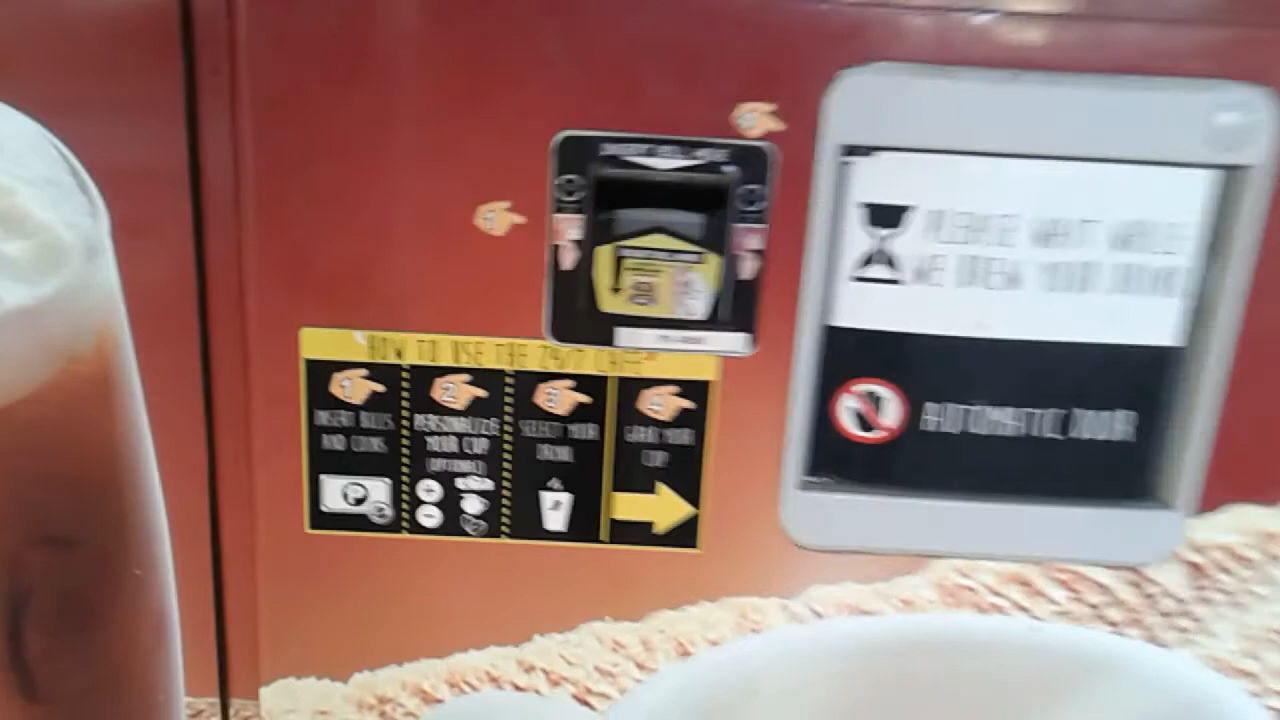 HOW TO USE THE 24/7 CAFE
1
INSERT BILLS
AND COINS
P
2
PERSONALIZE
YOUR CUP
(OPTIONAL)
3
SELECT YOUR
DRINK
4
GRAB YOUR
CUP
PLEASE WAIT WHILE
WE BREW YOUR DRINK
AUTOMATIC DOOR